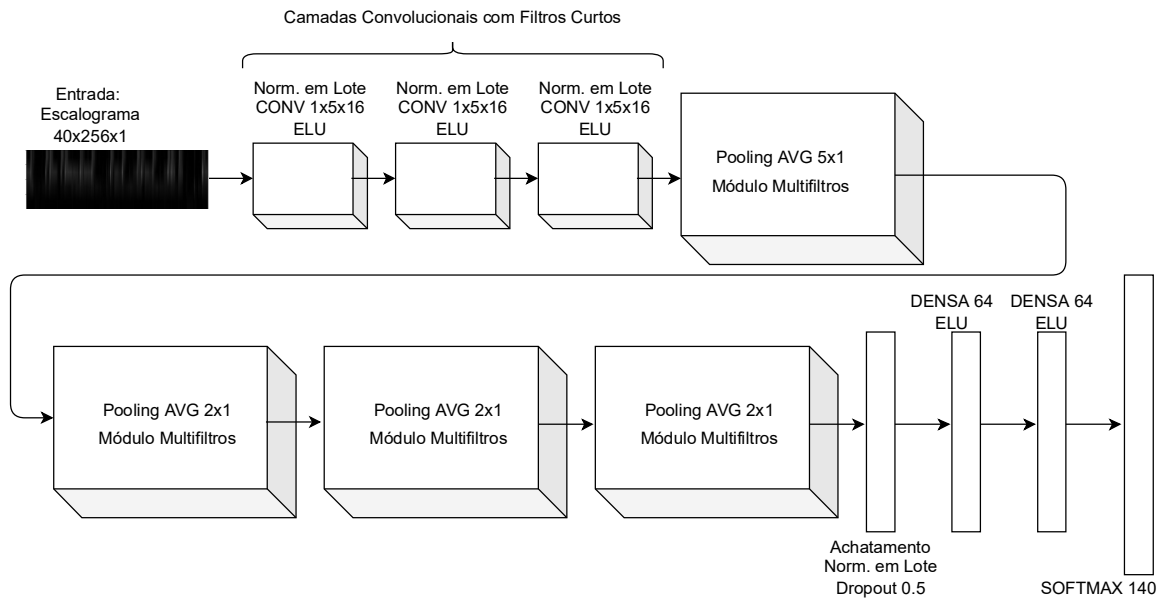 Camadas Convolucionais com Filtros Curtos
Entrada:
Escalograma
40x256x1
Norm. em Lote
CONV 1x5x16
ELU
Norm. em Lote
CONV 1x5x16
ELU
Norm. em Lote
CONV 1x5x16
ELU
Pooling AVG 5x1
Módulo Multifiltros
Pooling AVG 2x1
Módulo Multifiltros
Pooling AVG 2x1
Módulo Multifiltros
Pooling AVG 2x1
Módulo Multifiltros
Achatamento
Norm. em Lote
Dropout 0.5
DENSA 64
ELU
DENSA 64
ELU
SOFTMAX 140